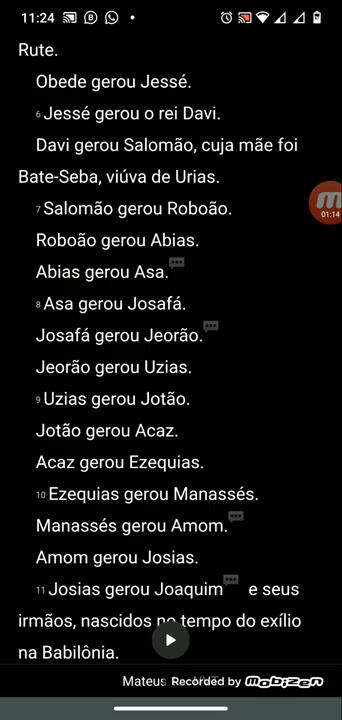 11:24
Rute.
Obede gerou Jessé.
6 Jessé gerou o rei Davi.
Davi gerou Salomão, cuja mãe foi
Bate-Seba, viúva de Urias.
01:14
7 Salomão gerou Roboão.
Roboão gerou Abias.
Abias gerou Asa.
8 Asa gerou Josafá.
Josafá gerou Jeorão.
Jeorão gerou Uzias.
9 Uzias gerou Jotão.
Jotão gerou Acaz.
Acaz gerou Ezequias.
10 Ezequias gerou Manassés.
Manassés gerou Amom.
Amom gerou Josias.
11 Josias gerou Joaquim e seus
irmãos, nascidos no tempo do exílio
na Babilônia.
Mateus Recorded by mobizen